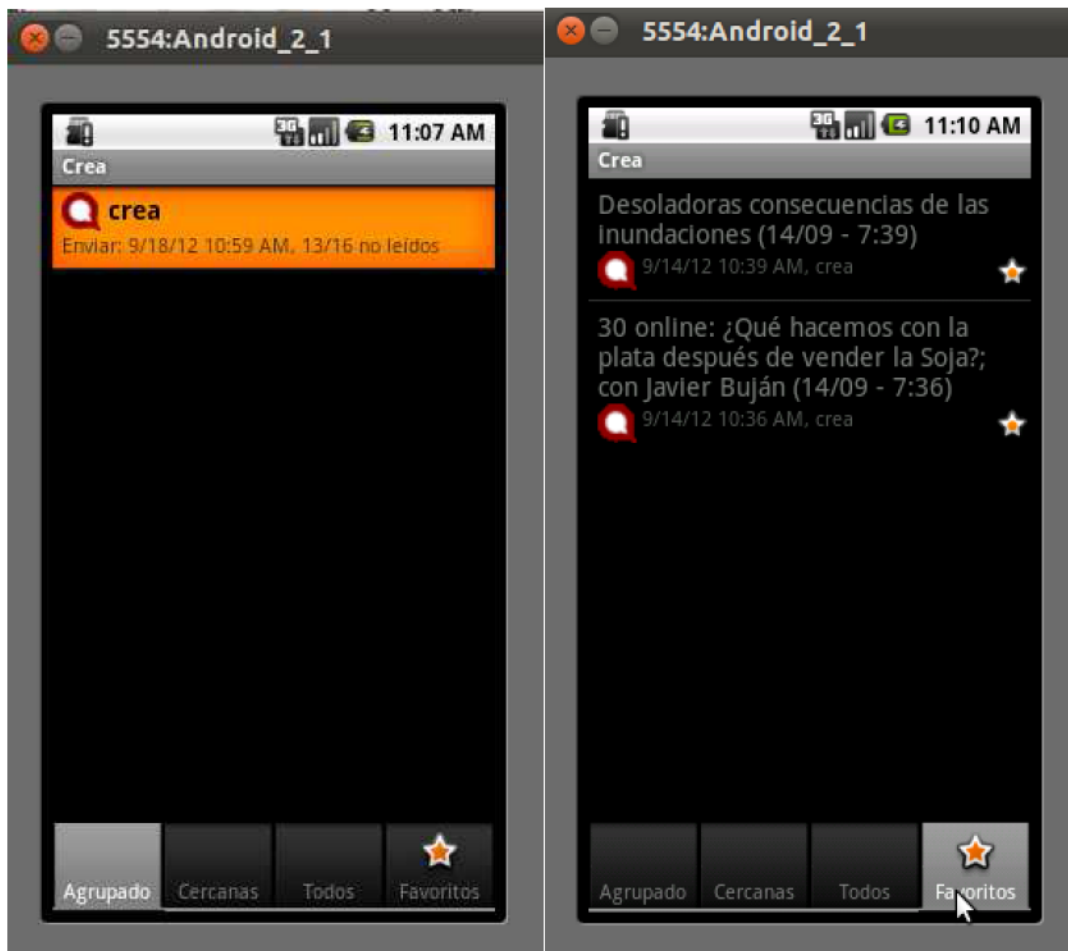 5554:Android_2_1
3G
11:07 AM
Crea
crea
Enviar: 9/18/12 10:59 AM, 13/16 no leídos
Agrupado
Cercanas
Todos
Favoritos
5554:Android_2_1
3G
11:10 AM
Crea
Desoladoras consecuencias de las
inundaciones (14/09 - 7:39)
9/14/12 10:39 AM, crea
30 online: ¿Qué hacemos con la
plata después de vender la Soja?;
con Javier Buján (14/09 - 7:36)
9/14/12 10:36 AM, crea
Agrupado
Cercanas
Todos
Favoritos